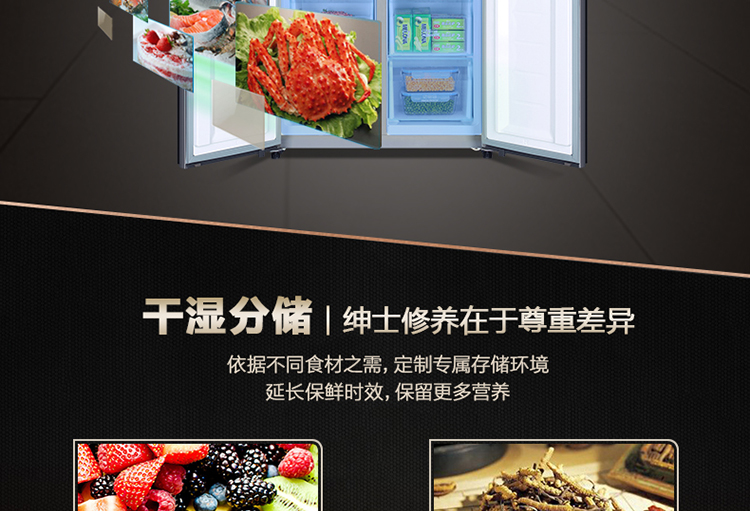 干湿分储|绅士修养在于尊重差异
依据不同食材之需,定制专属存储环境
延长保鲜时效,保留更多营养